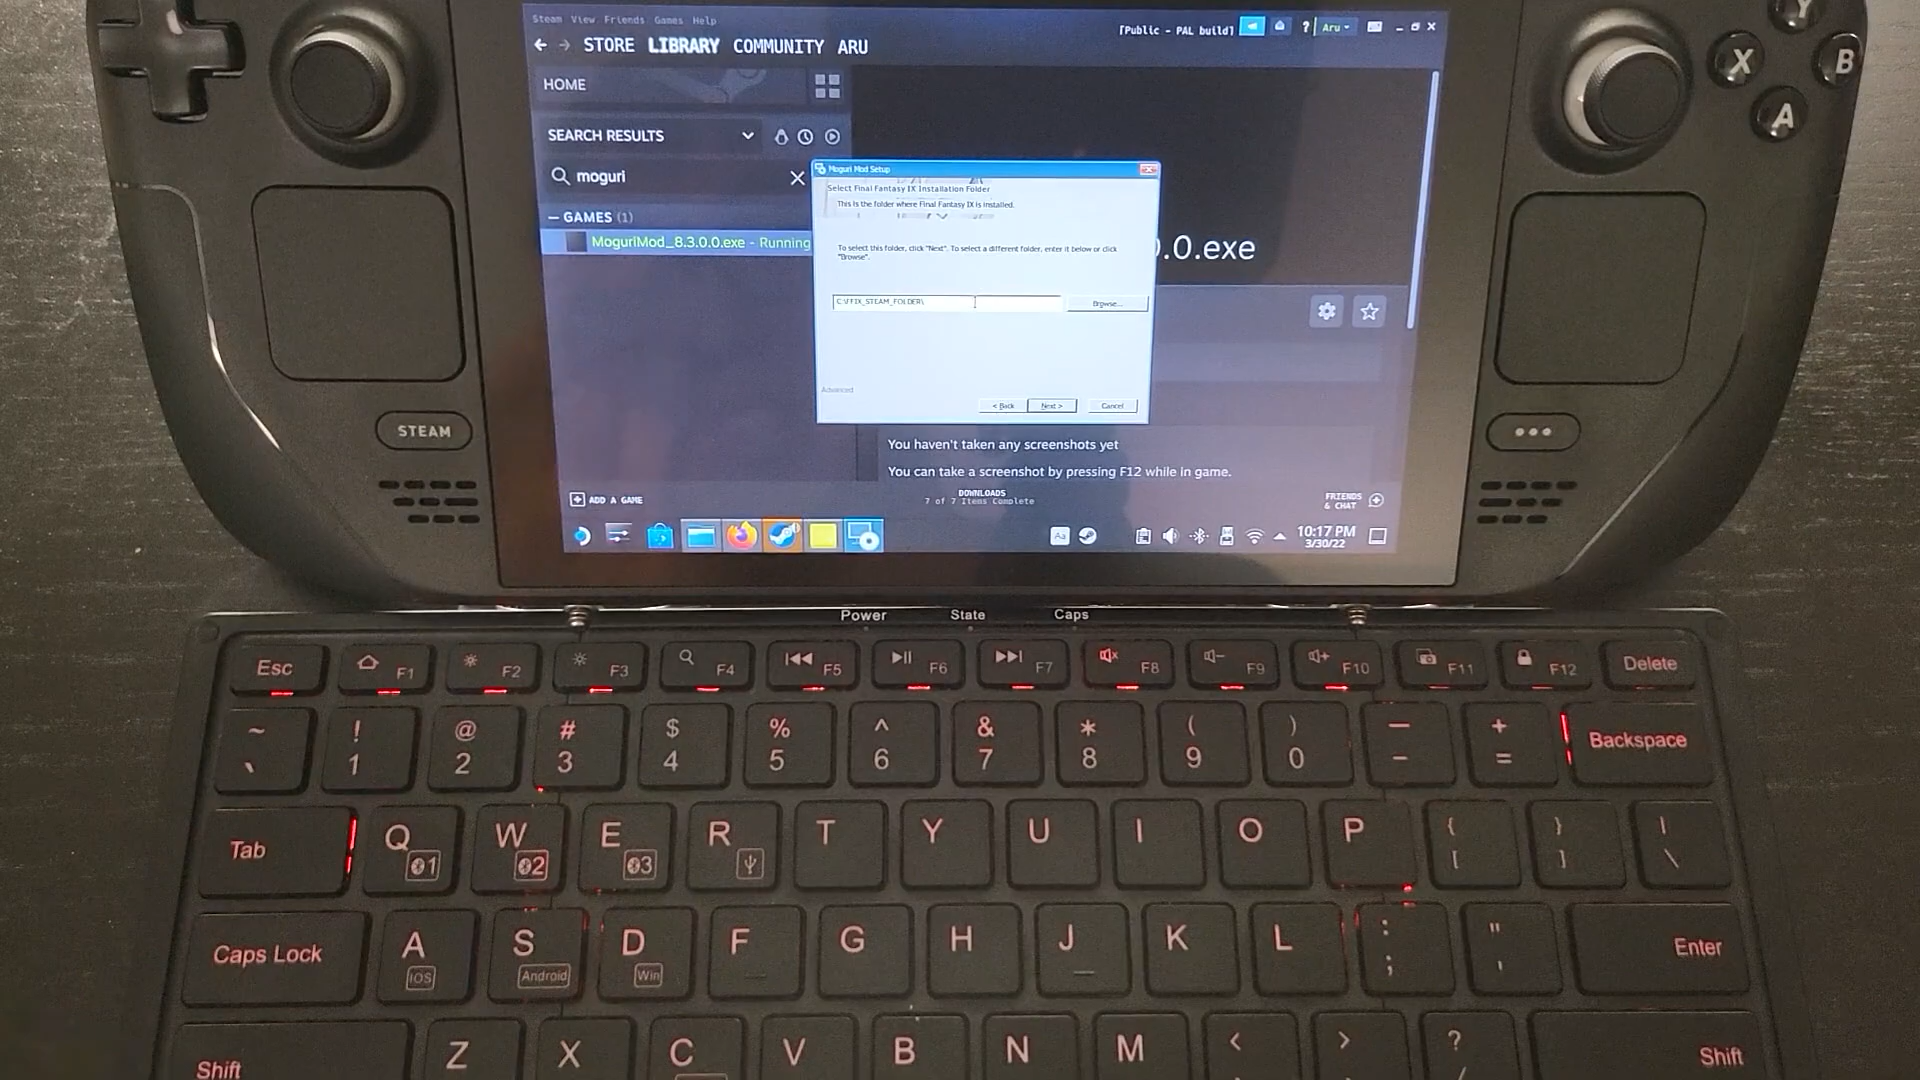 Steam View Friends Games Help
[Public - PAL build]
? Aru
STORE LIBRARY COMMUNITY ARU
HOME
SEARCH RESULTS
moguri
GAMES (1)
MoguriMod_8.3.0.0.exe - Running
.0.0.exe
Moguri Mod Setup
Select Final Fantasy IX Installation Folder
This is the folder where Final Fantasy IX is installed.
To select this folder, click "Next". To select a different folder, enter it below or click
"Browse".
C:\FFIX_STEAM_FOLDER\
Browse...
Advanced
< Back Next > Cancel
You haven't taken any screenshots yet
You can take a screenshot by pressing F12 while in game.
ADD A GAME
DOWNLOADS
7 of 7 Items Complete
FRIENDS
& CHAT
Aa
10:17 PM
3/30/22
Y
X B
A
STEAM
Power State Caps
Esc F1 F2 F3 F4 F5 F6 F7 F8 F9 F10 F11 F12 Delete
~ ! @ # $ % ^ & * ( ) — +
` 1 2 3 4 5 6 7 8 9 0 - = Backspace
Tab Q W E R T Y U I O P { } |
1 2 3 [ ] \
Caps Lock A S D F G H J K L : " Enter
iOS Android Win ; '
Shift Z X C V B N M < > ? Shift
/